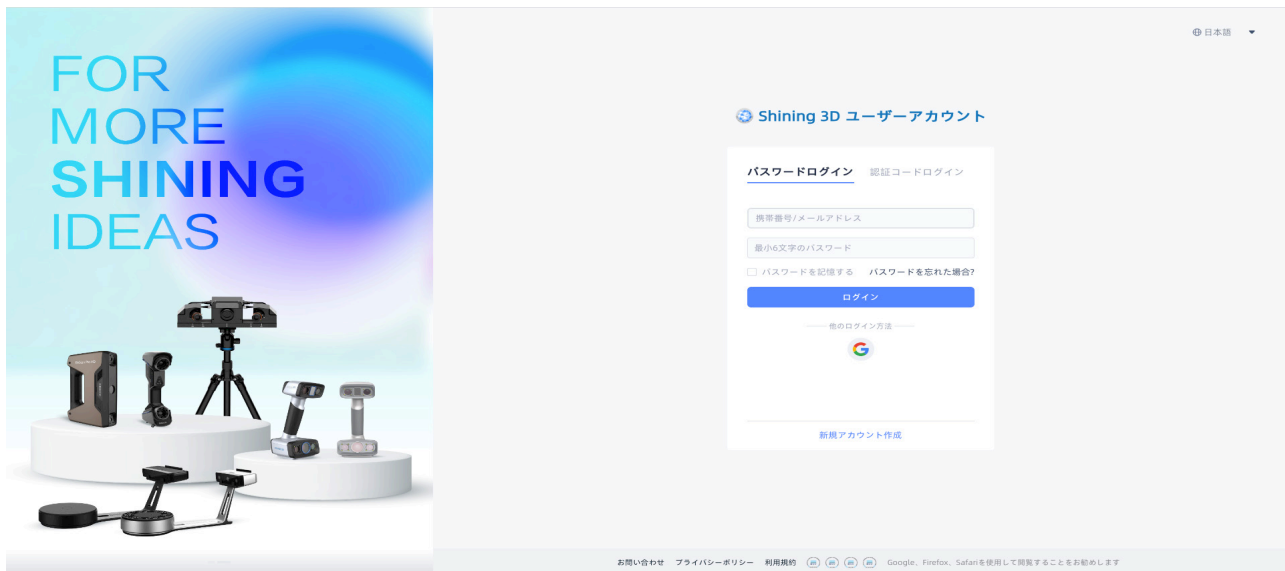 FOR
MORE
SHINING
IDEAS
日本語
Shining 3D ユーザーアカウント
パスワードログイン 認証コードログイン
携帯番号/メールアドレス
最小6文字のパスワード
パスワードを記憶する パスワードを忘れた場合?
ログイン
他のログイン方法
新規アカウント作成
お問い合わせ プライバシーポリシー 利用規約 Google、Firefox、Safariを使用して閲覧することをお勧めします